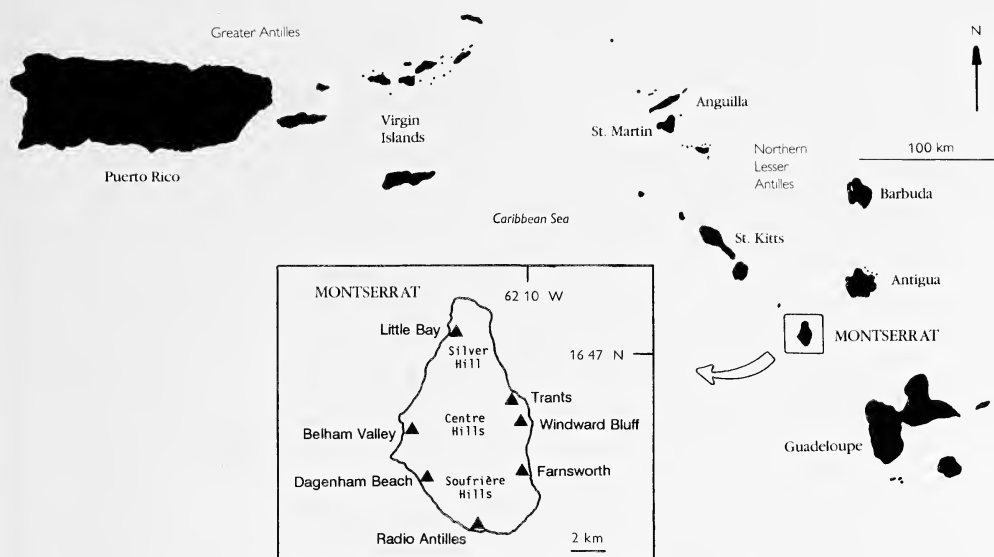 Greater Antilles
N
Anguilla
St. Martin
Virgin
Islands
Northern
Lesser
Antilles
100 km
Puerto Rico
Barbuda
Caribbean Sea
St. Kitts
Antigua
MONTSERRAT
62 10 W
Little Bay
Silver
Hill
16 47 N
MONTSERRAT
Trants
Centre
Hills
Windward Bluff
Belham Valley
Guadeloupe
Farnsworth
Dagenham Beach
Soufrière
Hills
Radio Antilles
2 km